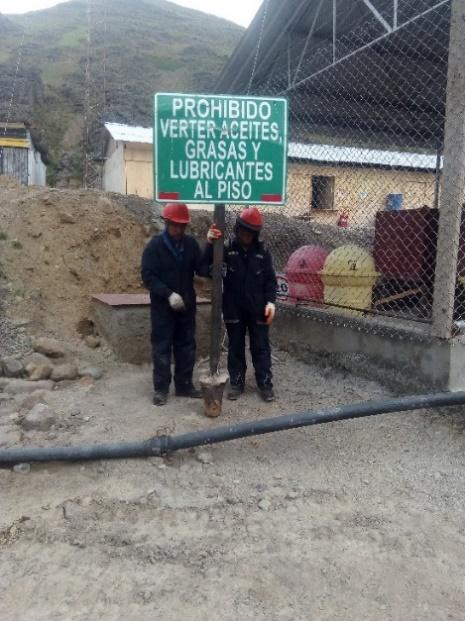 PROHIBIDO
VERTER ACEITES,
GRASAS Y
LUBRICANTES
AL PISO